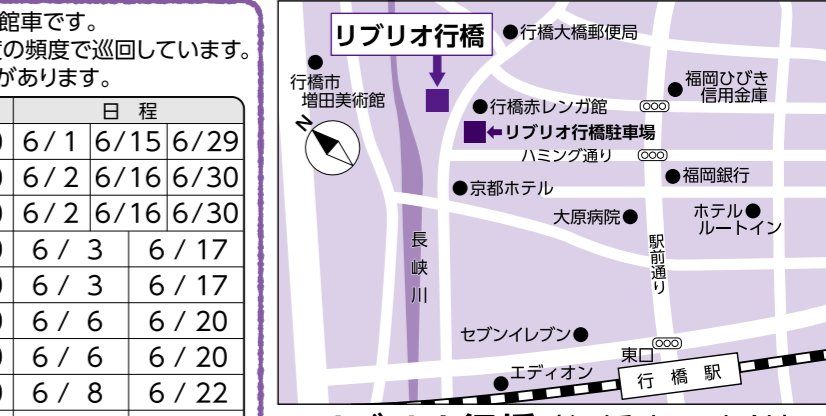 館車です。
の頻度で巡回しています。
があります。
日 程
6/1 6/15 6/29
6/2 6/16 6/30
6/2 6/16 6/30
6/3 6/17
6/3 6/17
6/6 6/20
6/6 6/20
6/8 6/22
リブリオ行橋
●行橋大橋郵便局
行橋市
増田美術館
福岡ひびき
信用金庫
●行橋赤レンガ館
N
←リブリオ行橋駐車場
ハミング通り
●京都ホテル
●福岡銀行
大原病院●
ホテル●
ルートイン
長峡川
駅前通り
セブンイレブン●
東口
エディオン
行橋駅